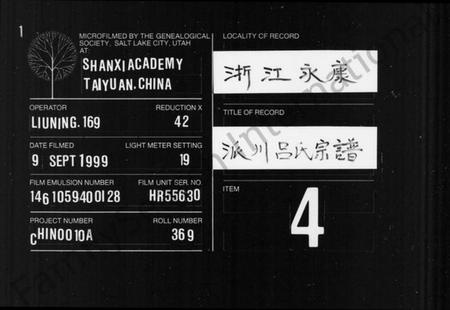 1
MICROFILMED BY THE GENEALOGICAL
SOCIETY, SALT LAKE CITY, UTAH
AT:
SHANXI ACADEMY
TAIYUAN, CHINA
OPERATOR REDUCTION X
LIUNING. 169 42
DATE FILMED LIGHT METER SETTING
9 SEPT 1999 19
FILM EMULSION NUMBER FILM UNIT SER. NO.
146 1059400128 HR55630
PROJECT NUMBER ROLL NUMBER
CHINO010A 369
LOCALITY OF RECORD
浙江永康
TITLE OF RECORD
派川吕氏宗譜
ITEM
4